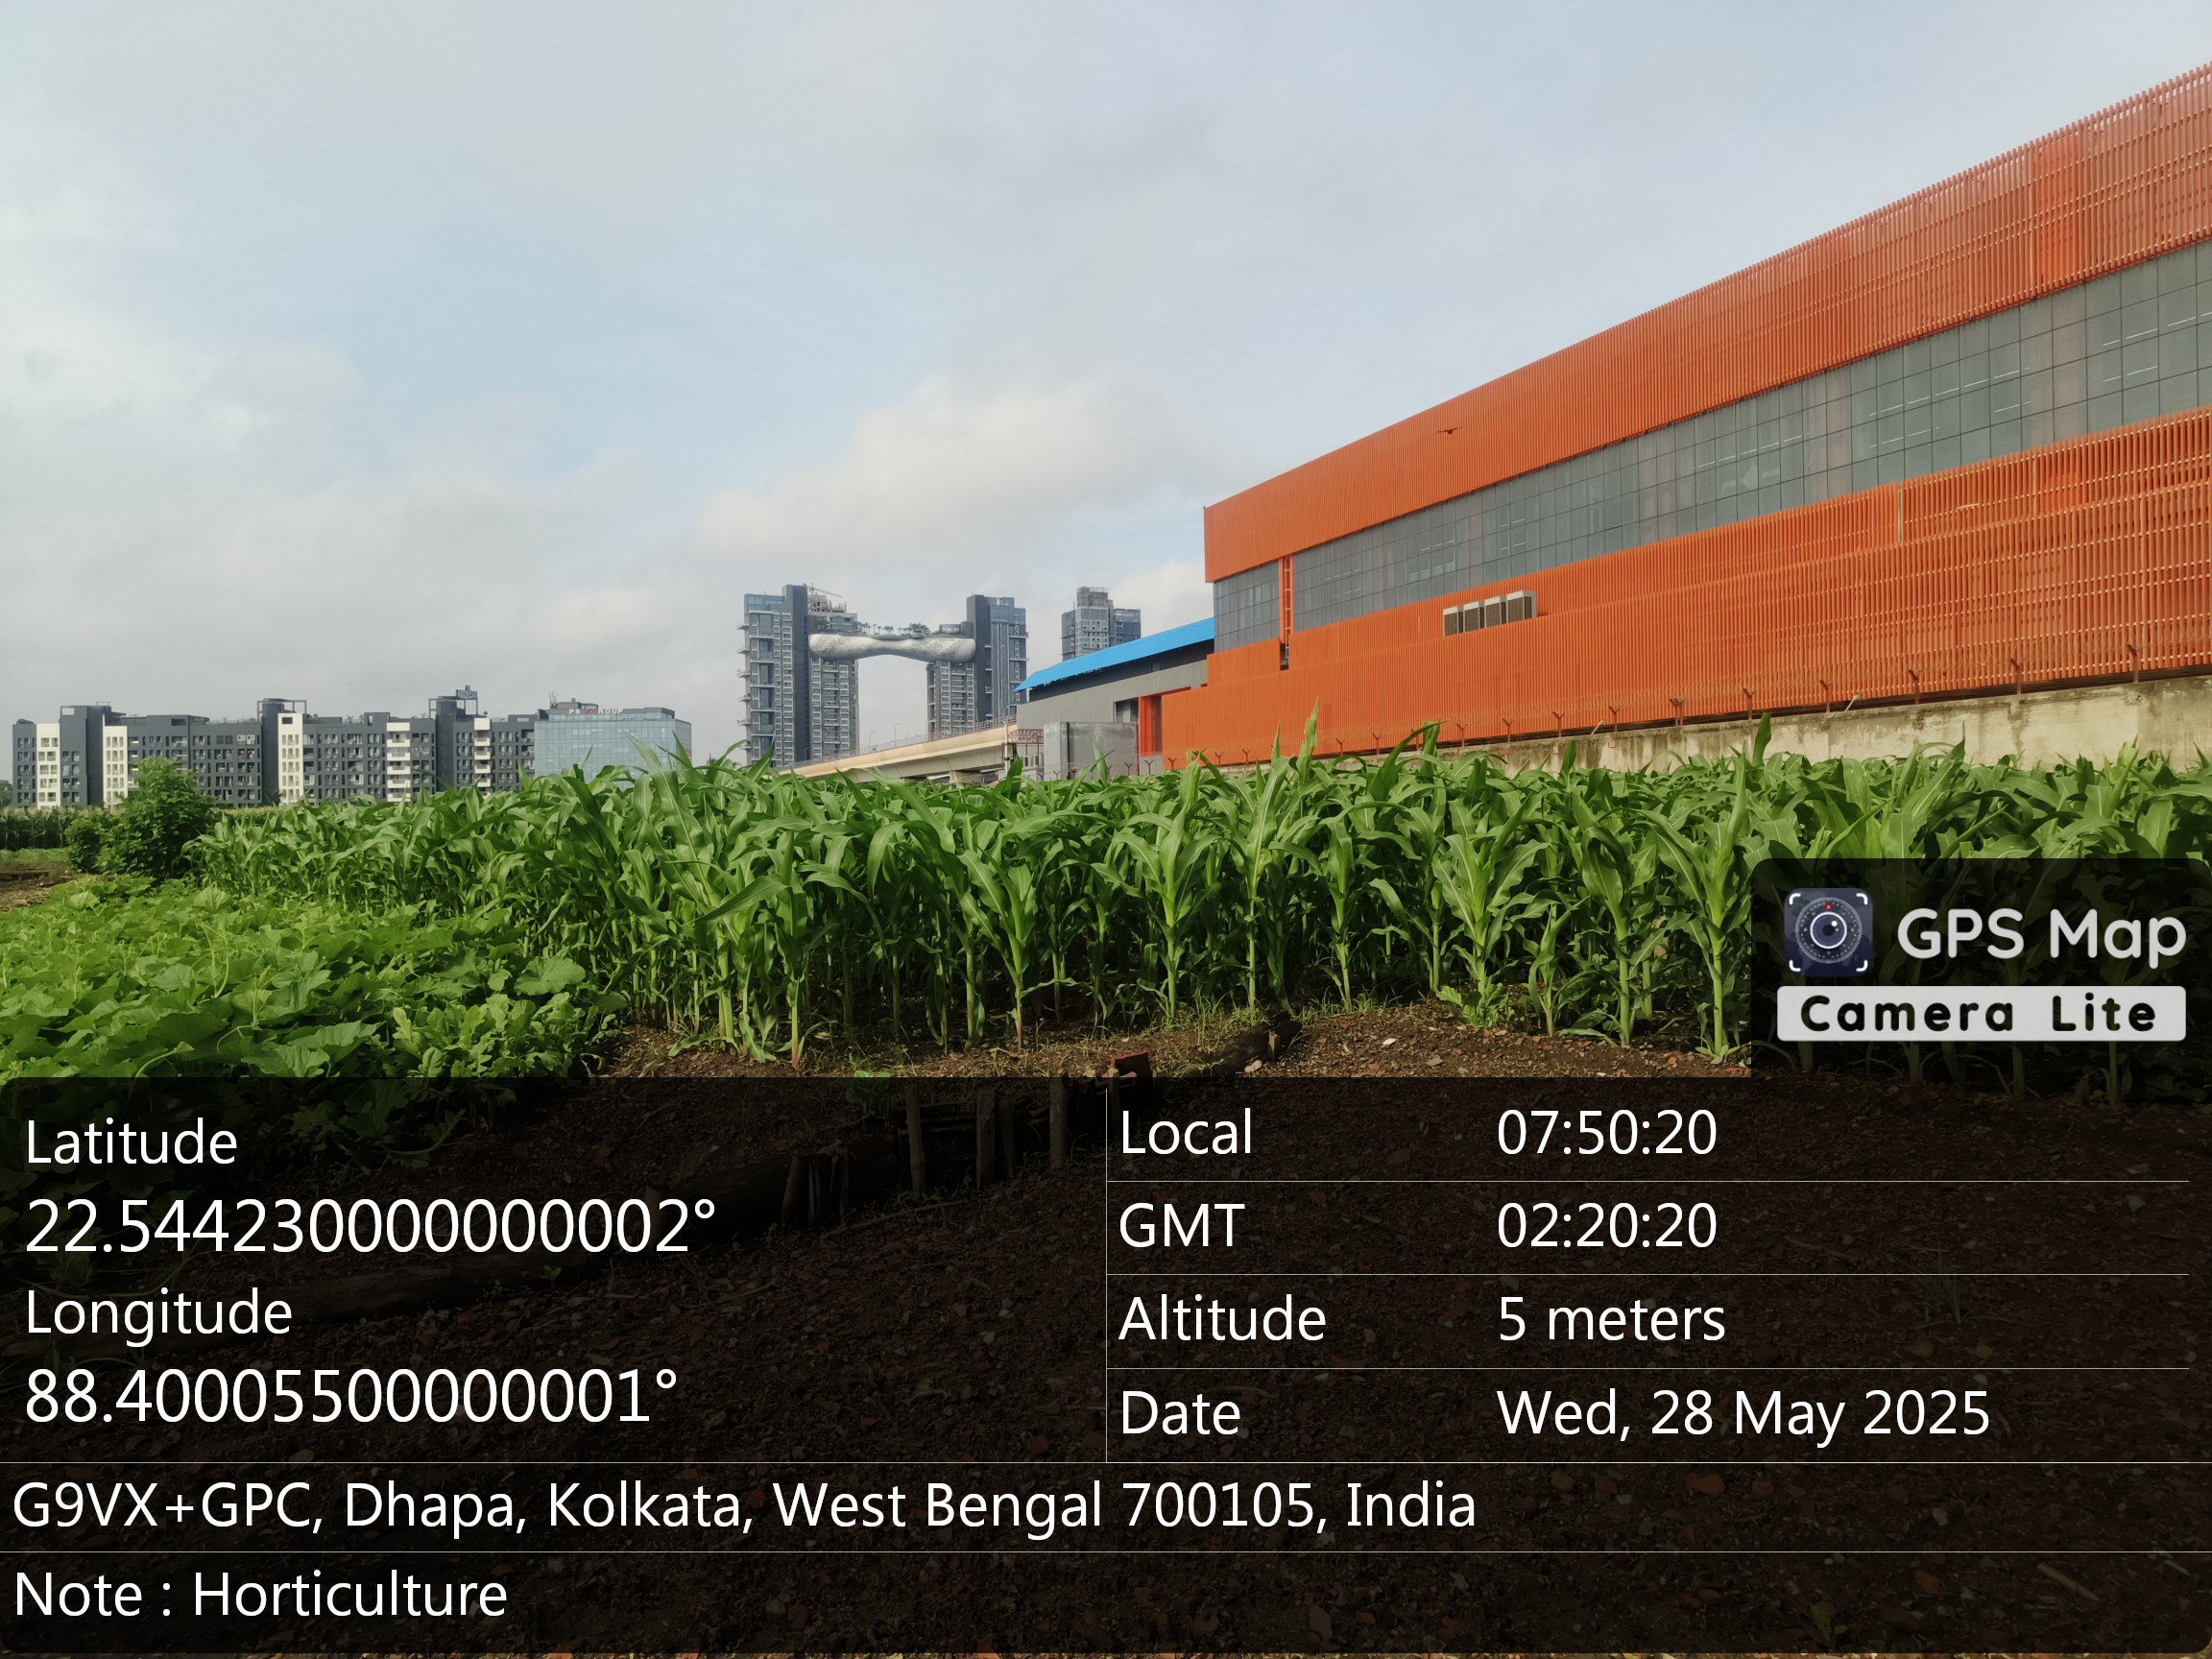 GPS Map
Camera Lite
Latitude
22.544230000000002°
Longitude
88.40005500000001°
Local 07:50:20
GMT 02:20:20
Altitude 5 meters
Date Wed, 28 May 2025
G9VX+GPC, Dhapa, Kolkata, West Bengal 700105, India
Note : Horticulture